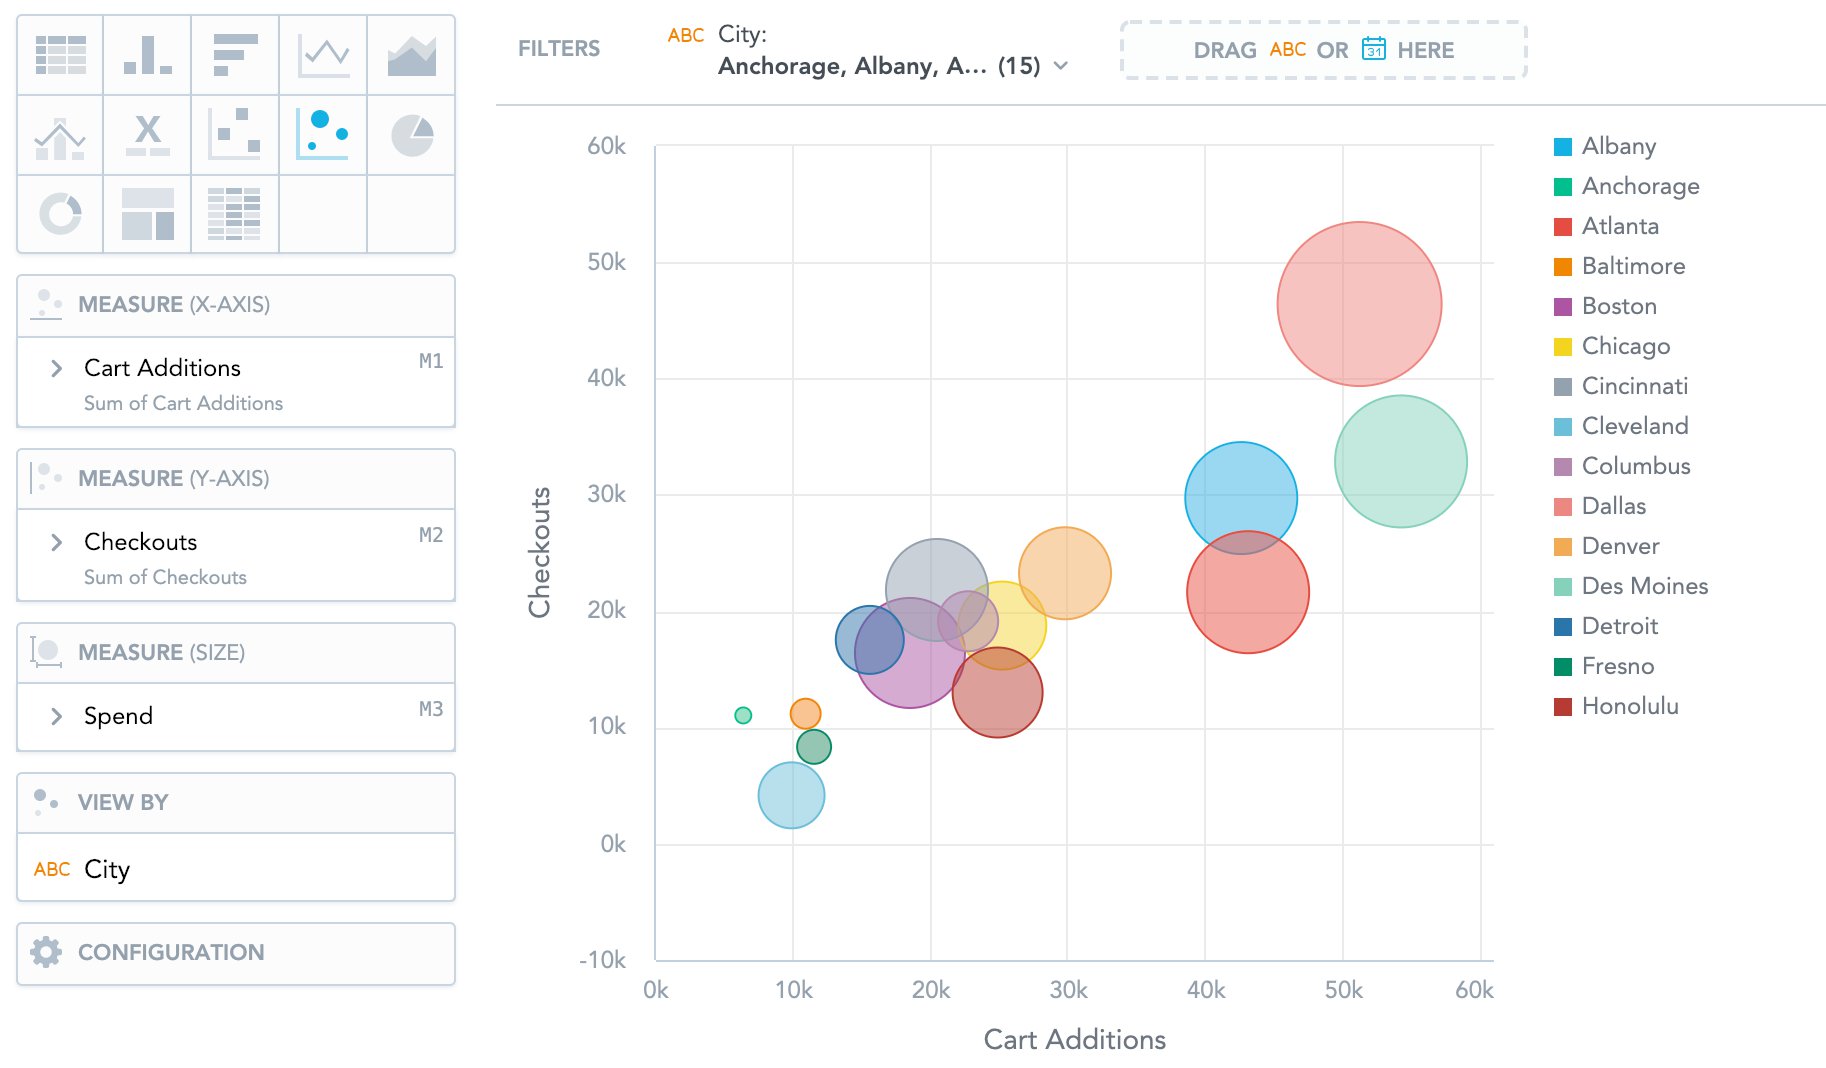 FILTERS
ABC City:
Anchorage, Albany, A... (15)
DRAG ABC OR 31 HERE
X
MEASURE (X-AXIS)
Cart Additions M1
Sum of Cart Additions
MEASURE (Y-AXIS)
Checkouts M2
Sum of Checkouts
MEASURE (SIZE)
Spend M3
VIEW BY
ABC City
CONFIGURATION
60k
50k
40k
30k
20k
10k
0k
-10k
Checkouts
0k 10k 20k 30k 40k 50k 60k
Cart Additions
Albany
Anchorage
Atlanta
Baltimore
Boston
Chicago
Cincinnati
Cleveland
Columbus
Dallas
Denver
Des Moines
Detroit
Fresno
Honolulu